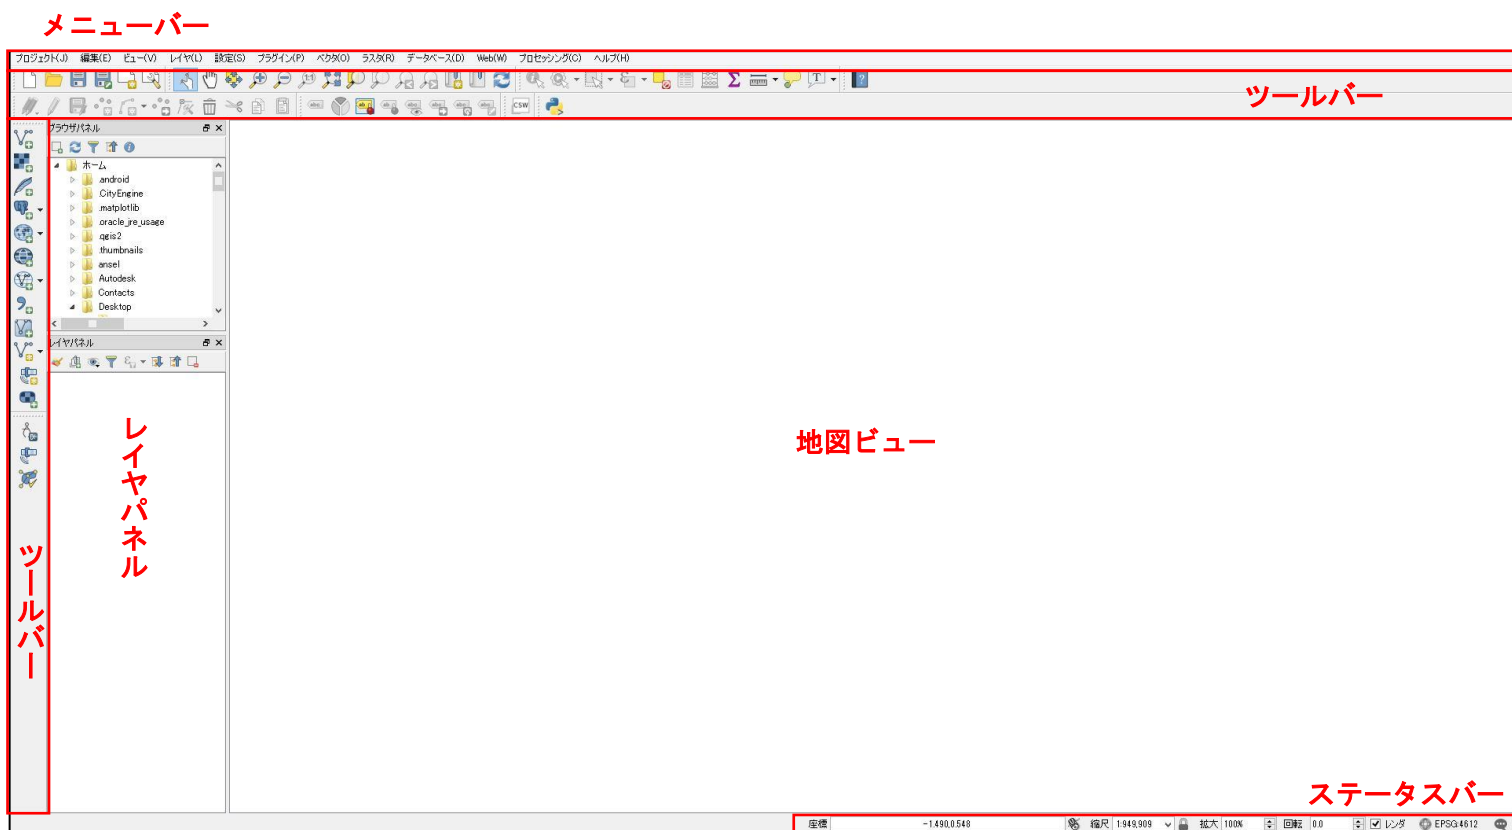 メニューバー
プロジェクト(J) 編集(E) ビュー(V) レイヤ(L) 設定(S) プラグイン(P) ベクタ(O) ラスタ(R) データベース(D) Web(W) プロセッシング(C) ヘルプ(H)
ツールバー
CSW
ブラウザパネル
ホーム
.android
.CityEngine
.matplotlib
.oracle_jre_usage
.qgis2
.thumbnails
ansel
Autodesk
Contacts
Desktop
レイヤパネル
レイヤパネル
地図ビュー
ツールバー
ステータスバー
座標 -1.490,0.548 縮尺 1:949,909 拡大 100% 回転 0.0 レンダ EPSG:4612